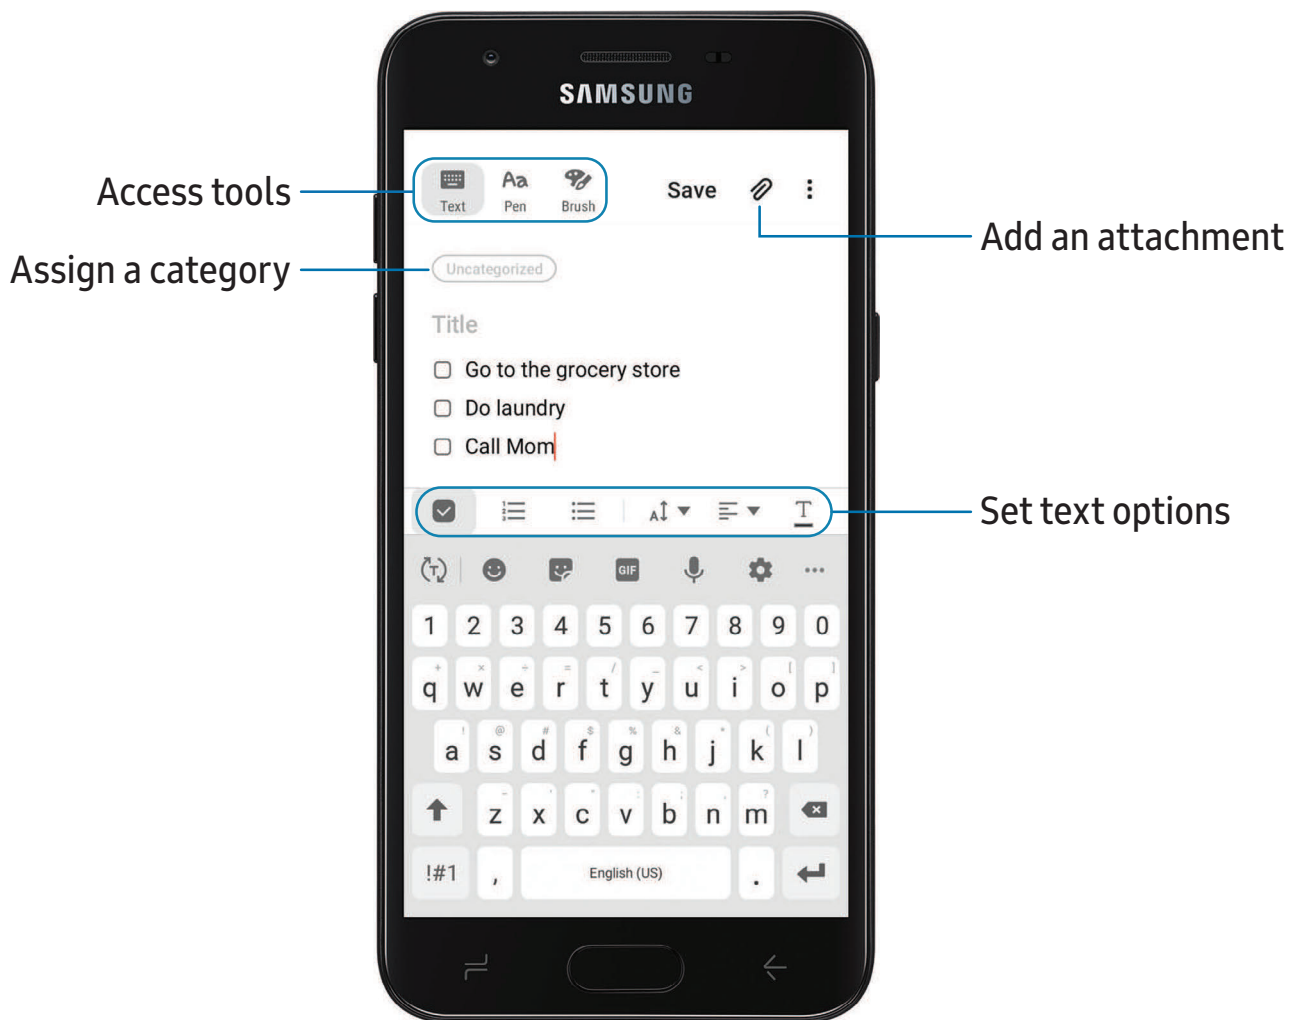 SAMSUNG
Access tools
Text Pen Brush
Save
Add an attachment
Assign a category
Uncategorized
Title
Go to the grocery store
Do laundry
Call Mom
Set text options
GIF
1 2 3 4 5 6 7 8 9 0
q w e r t y u i o p
a s d f g h j k l
z x c v b n m
!#1 , English (US) .